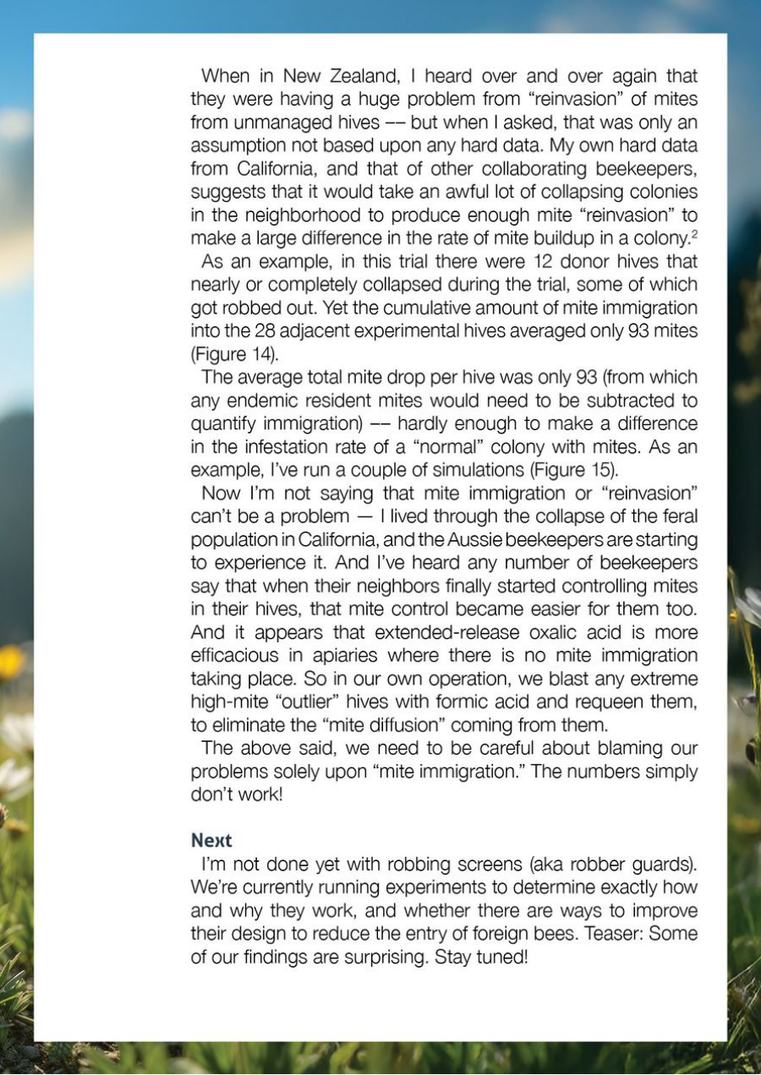 When in New Zealand, I heard over and over again that
they were having a huge problem from “reinvasion” of mites
from unmanaged hives –– but when I asked, that was only an
assumption not based upon any hard data. My own hard data
from California, and that of other collaborating beekeepers,
suggests that it would take an awful lot of collapsing colonies
in the neighborhood to produce enough mite “reinvasion” to
make a large difference in the rate of mite buildup in a colony.²
As an example, in this trial there were 12 donor hives that
nearly or completely collapsed during the trial, some of which
got robbed out. Yet the cumulative amount of mite immigration
into the 28 adjacent experimental hives averaged only 93 mites
(Figure 14).
The average total mite drop per hive was only 93 (from which
any endemic resident mites would need to be subtracted to
quantify immigration) –– hardly enough to make a difference
in the infestation rate of a “normal” colony with mites. As an
example, I’ve run a couple of simulations (Figure 15).
Now I’m not saying that mite immigration or “reinvasion”
can’t be a problem — I lived through the collapse of the feral
population in California, and the Aussie beekeepers are starting
to experience it. And I’ve heard any number of beekeepers
say that when their neighbors finally started controlling mites
in their hives, that mite control became easier for them too.
And it appears that extended-release oxalic acid is more
efficacious in apiaries where there is no mite immigration
taking place. So in our own operation, we blast any extreme
high-mite “outlier” hives with formic acid and requeen them,
to eliminate the “mite diffusion” coming from them.
The above said, we need to be careful about blaming our
problems solely upon “mite immigration.” The numbers simply
don’t work!
Next
I’m not done yet with robbing screens (aka robber guards).
We’re currently running experiments to determine exactly how
and why they work, and whether there are ways to improve
their design to reduce the entry of foreign bees. Teaser: Some
of our findings are surprising. Stay tuned!